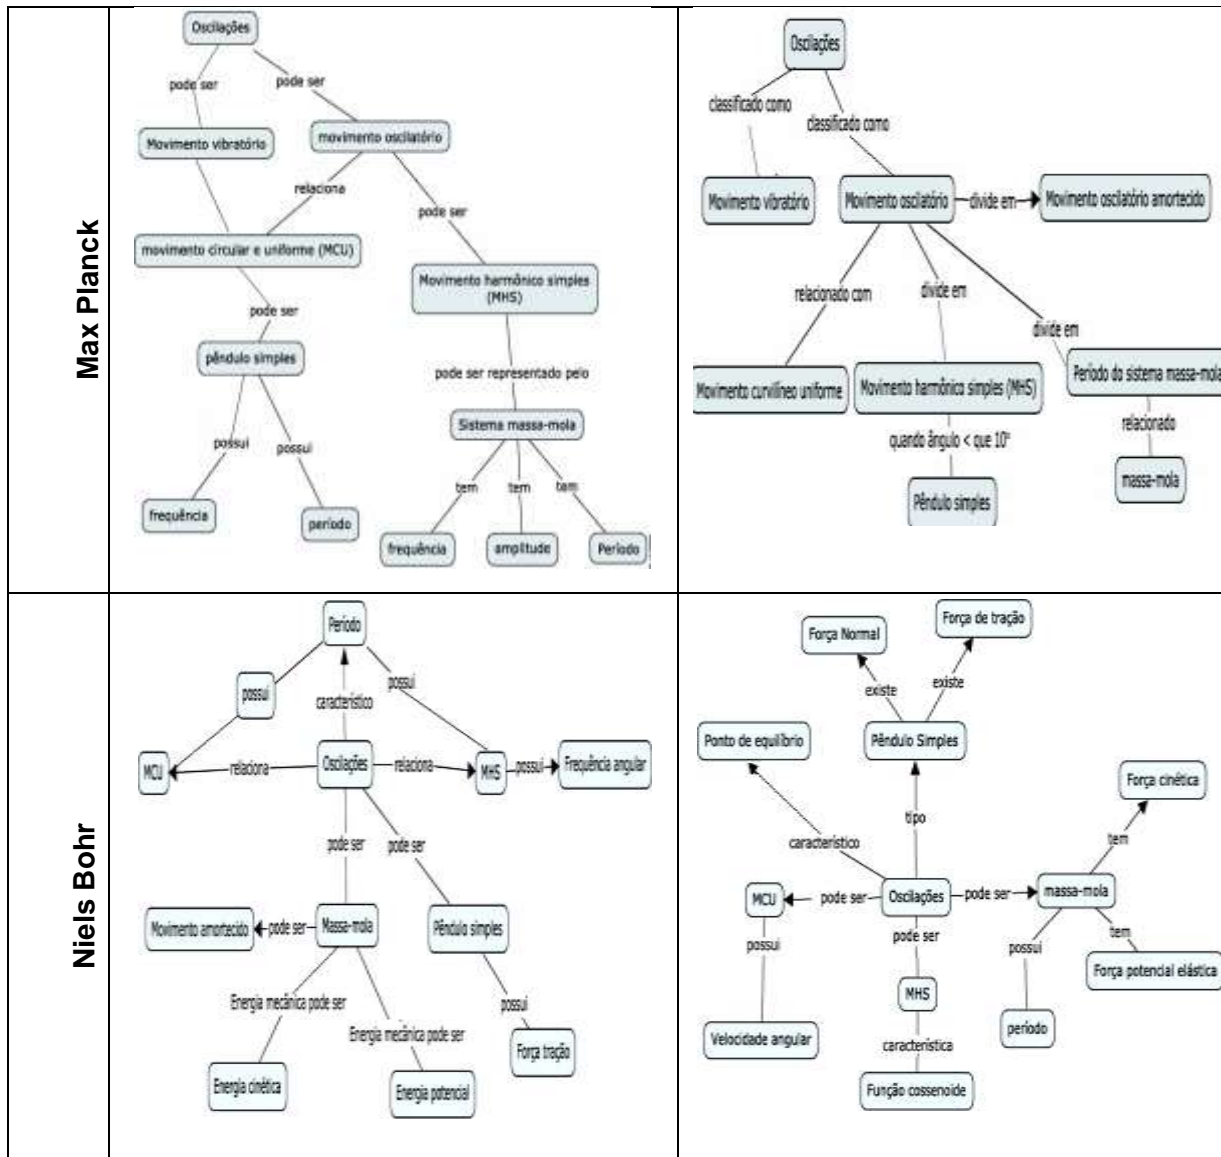 Max Planck
Oscilações
pode ser
pode ser
Movimento vibratório
movimento oscilatório
relaciona
pode ser
movimento circular e uniforme (MCU)
Movimento harmônico simples
(MHS)
pode ser
pêndulo simples
pode ser representado pelo
Sistema massa-mola
possui
possui
tem
tem
tem
frequência
período
frequência
amplitude
Período
Oscilações
classificado como
classificado como
Movimento vibratório
Movimento oscilatório
divide em
Movimento oscilatório amortecido
relacionado com
divide em
divide em
Movimento curvilíneo uniforme
Movimento harmônico simples (MHS)
Período do sistema massa-mola
quando ângulo < que 10°
relacionado
Pêndulo simples
massa-mola
Niels Bohr
Período
possui
possui
característico
MCU
relaciona
Oscilações
relaciona
MHS
possui
Frequência angular
pode ser
pode ser
Movimento amortecido
pode ser
Massa-mola
Pêndulo simples
Energia mecânica pode ser
Energia mecânica pode ser
possui
Força tração
Energia cinética
Energia potencial
Força Normal
Força de tração
existe
existe
Ponto de equilíbrio
Pêndulo Simples
Força cinética
tipo
característico
tem
MCU
pode ser
Oscilações
pode ser
massa-mola
possui
pode ser
possui
tem
MHS
Força potencial elástica
Velocidade angular
característica
período
Função cossenoide